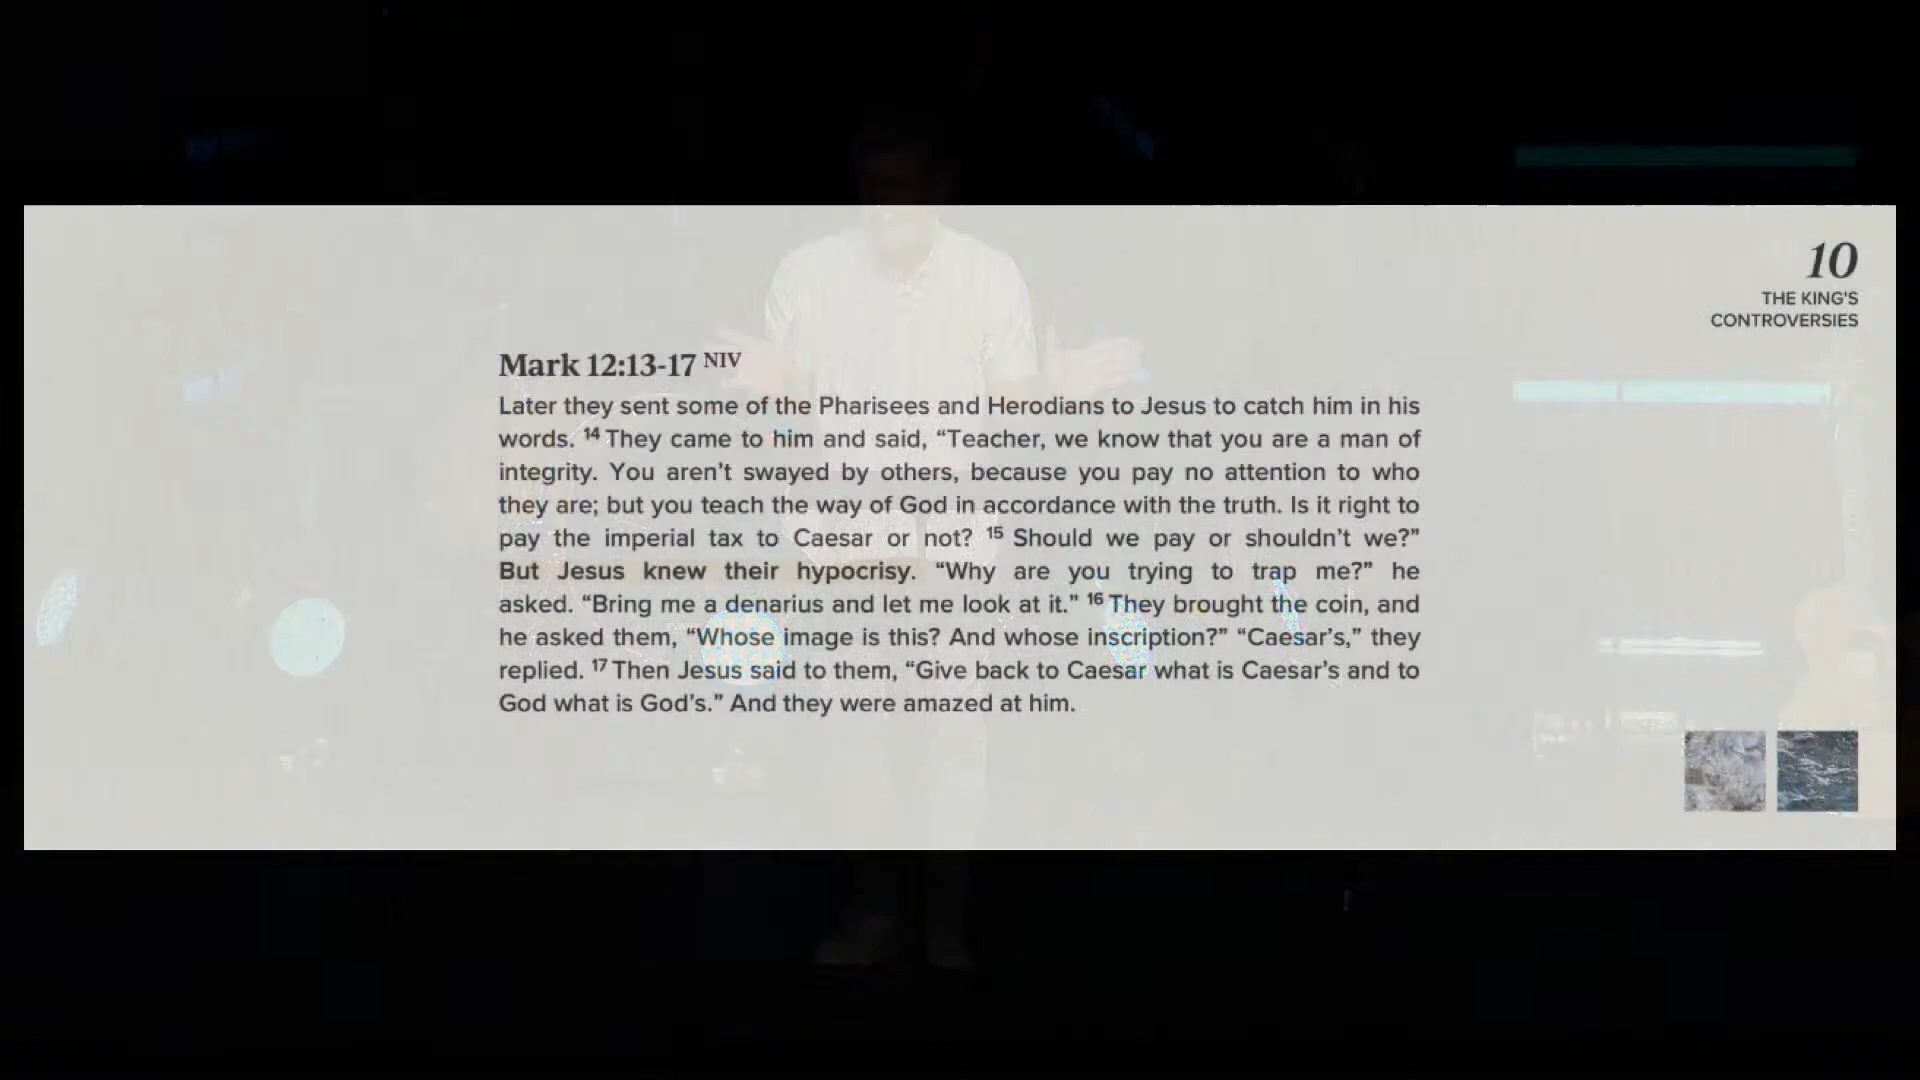 10
THE KING'S
CONTROVERSIES
Mark 12:13-17 NIV
Later they sent some of the Pharisees and Herodians to Jesus to catch him in his
words. 14 They came to him and said, “Teacher, we know that you are a man of
integrity. You aren’t swayed by others, because you pay no attention to who
they are; but you teach the way of God in accordance with the truth. Is it right to
pay the imperial tax to Caesar or not? 15 Should we pay or shouldn’t we?”
But Jesus knew their hypocrisy. “Why are you trying to trap me?” he
asked. “Bring me a denarius and let me look at it.” 16 They brought the coin, and
he asked them, “Whose image is this? And whose inscription?” “Caesar’s,” they
replied. 17 Then Jesus said to them, “Give back to Caesar what is Caesar’s and to
God what is God’s.” And they were amazed at him.